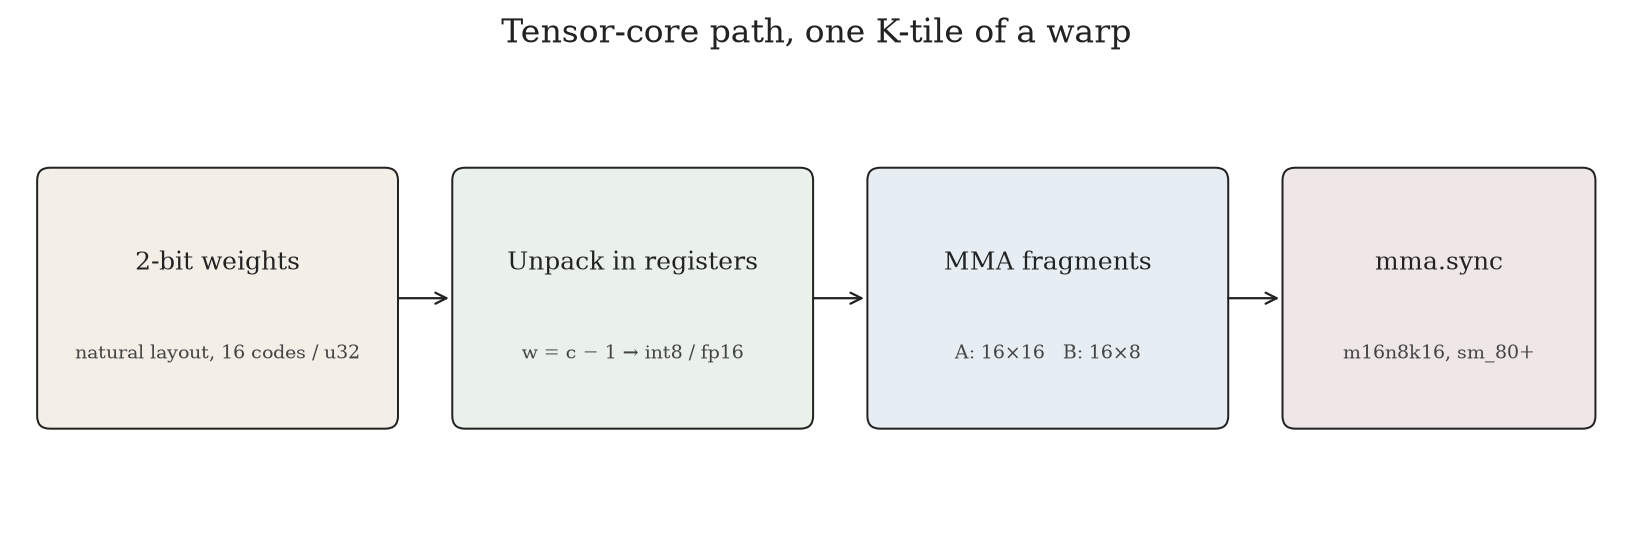 Tensor-core path, one K-tile of a warp
2-bit weights
natural layout, 16 codes / u32
Unpack in registers
w = c − 1 → int8 / fp16
MMA fragments
A: 16×16   B: 16×8
mma.sync
m16n8k16, sm_80+